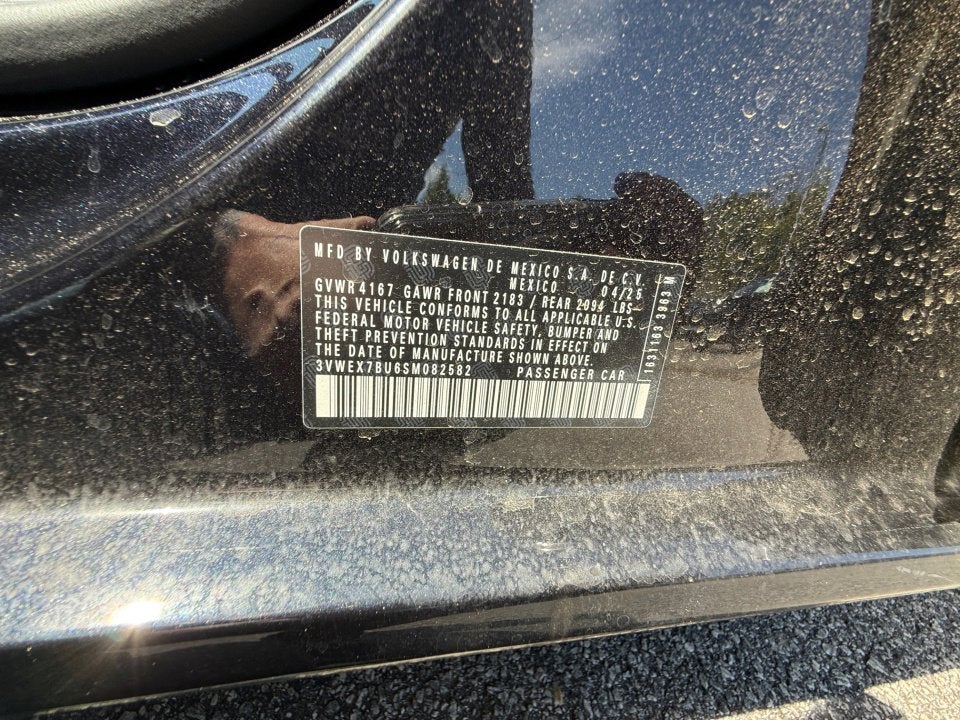 MFD BY VOLKSWAGEN DE MEXICO S.A. DE C.V.
MEXICO 04/25
GVWR 4167 GAWR FRONT 2183 / REAR 2094 LBS
THIS VEHICLE CONFORMS TO ALL APPLICABLE U.S.
FEDERAL MOTOR VEHICLE SAFETY, BUMPER AND
THEFT PREVENTION STANDARDS IN EFFECT ON
THE DATE OF MANUFACTURE SHOWN ABOVE.
3VWEX7BU6SM082582 PASSENGER CAR
1631183 3963 M